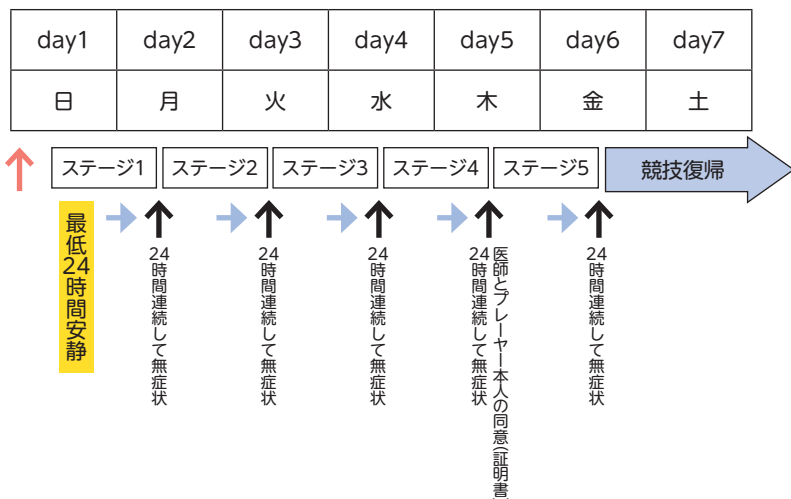 day1 day2 day3 day4 day5 day6 day7
日 月 火 水 木 金 土
ステージ1 ステージ2 ステージ3 ステージ4 ステージ5 競技復帰
最低24時間安静
24時間連続して無症状
24時間連続して無症状
24時間連続して無症状
医師とプレーヤー本人の同意(証明書
24時間連続して無症状
24時間連続して無症状